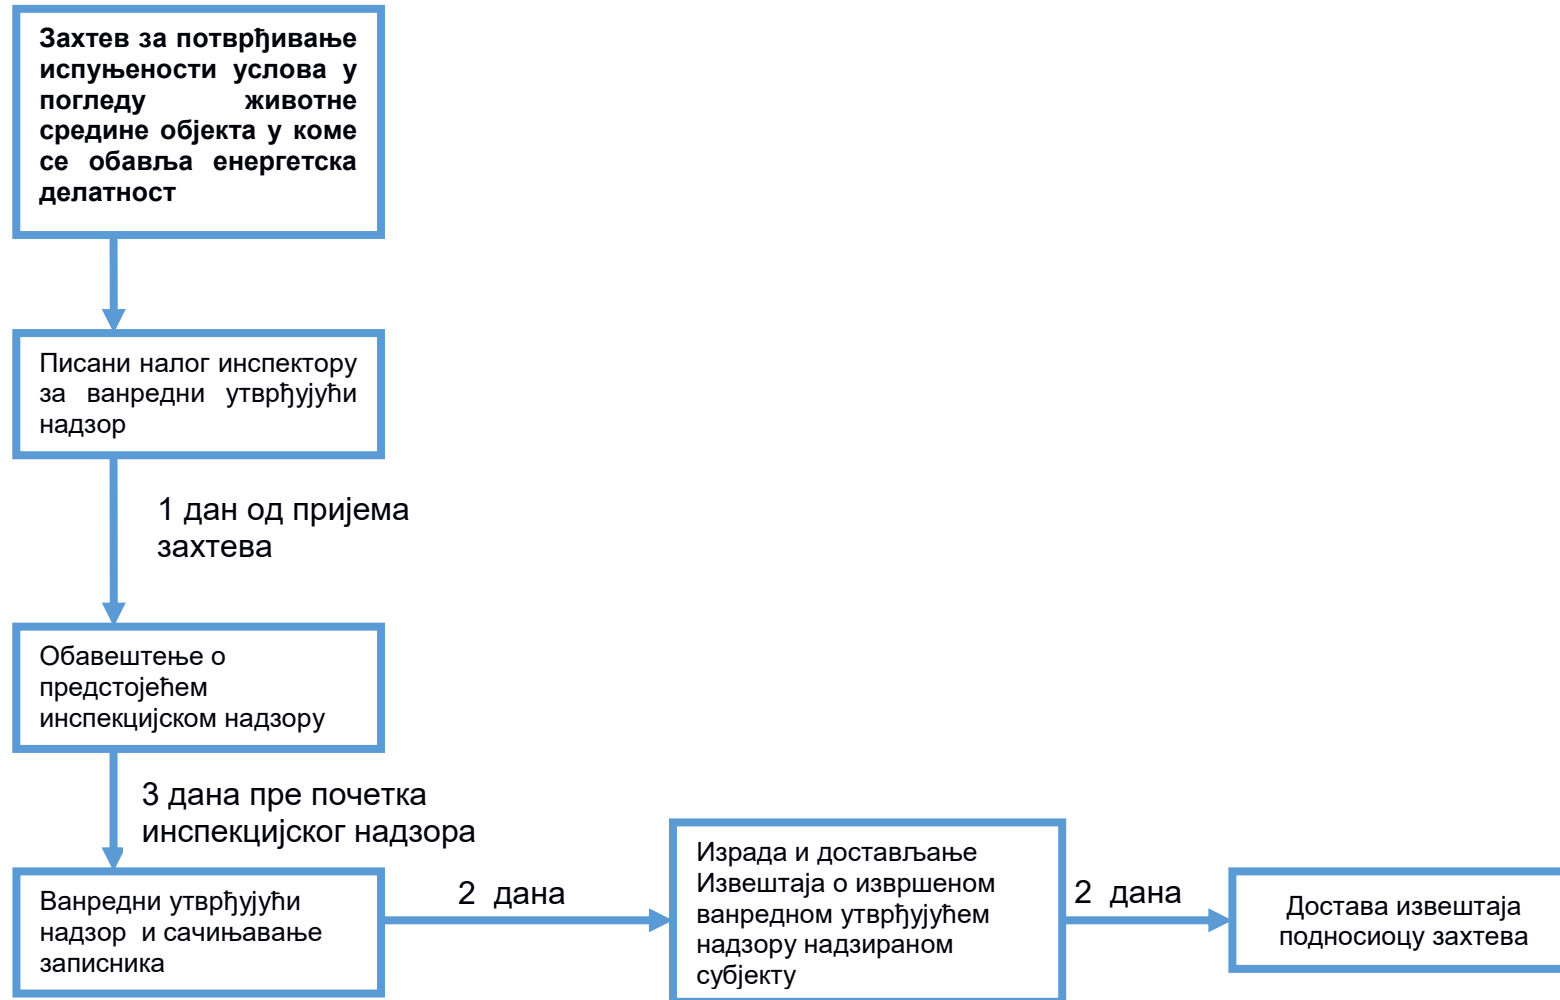 Захтев за потврђивање
испуњености услова у
погледу животне
средине објекта у коме
се обавља енергетска
делатност
Писани налог инспектору
за ванредни утврђујући
надзор
1 дан од пријема
захтева
Обавештење о
предстојећем
инспекцијском надзору
3 дана пре почетка
инспекцијског надзора
Ванредни утврђујући
надзор и сачињавање
записника
2 дана
Израда и достављање
Извештаја о извршеном
ванредном утврђујућем
надзору надзираном
субјекту
2 дана
Достава извештаја
подносиоцу захтева